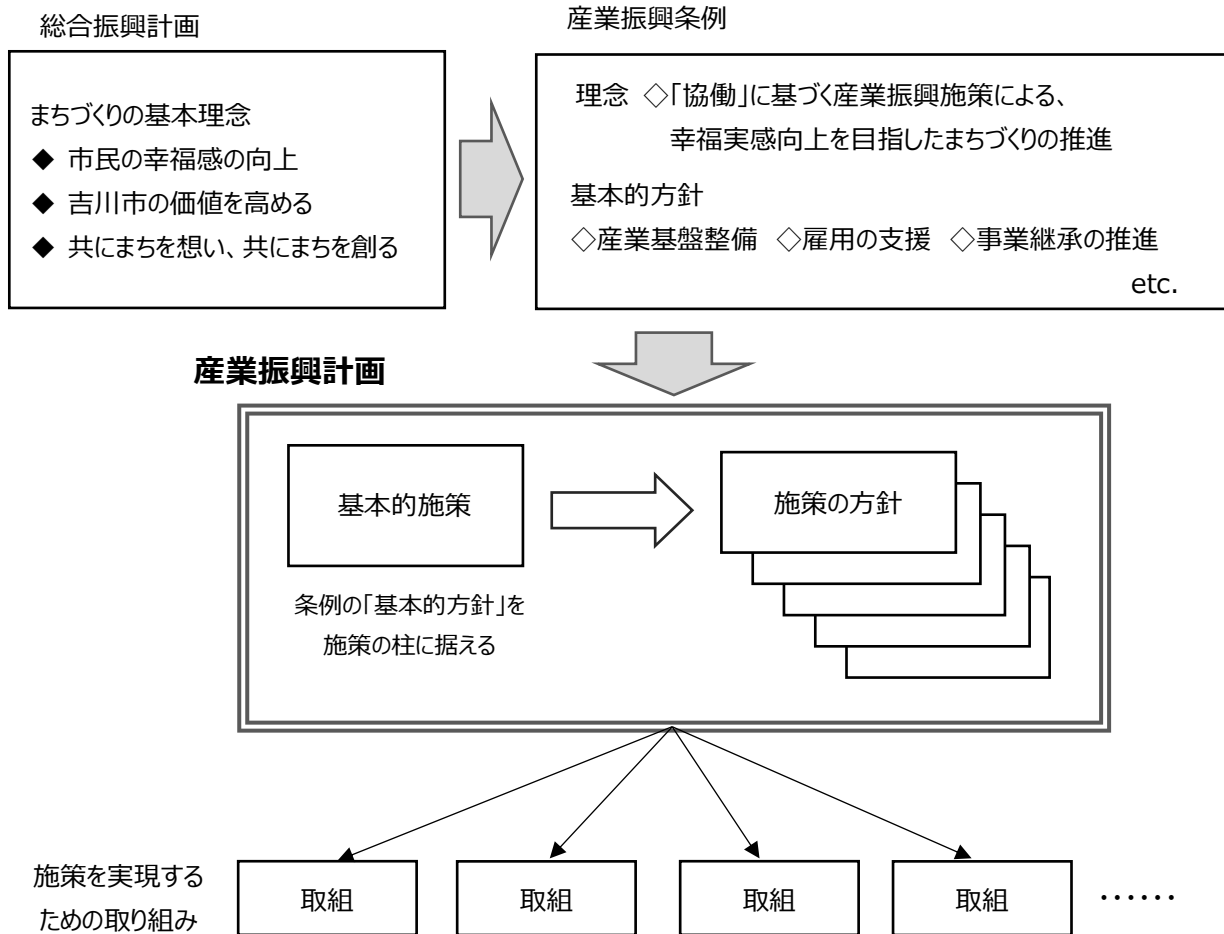 総合振興計画
まちづくりの基本理念
◆ 市民の幸福感の向上
◆ 吉川市の価値を高める
◆ 共にまちを想い、共にまちを創る
産業振興条例
理念 ◇「協働」に基づく産業振興施策による、
幸福実感向上を目指したまちづくりの推進
基本的方針
◇産業基盤整備 ◇雇用の支援 ◇事業継承の推進
etc.
産業振興計画
基本的施策
条例の「基本的方針」を
施策の柱に据える
施策の方針
施策を実現する
ための取り組み
取組
取組
取組
取組
‥‥‥